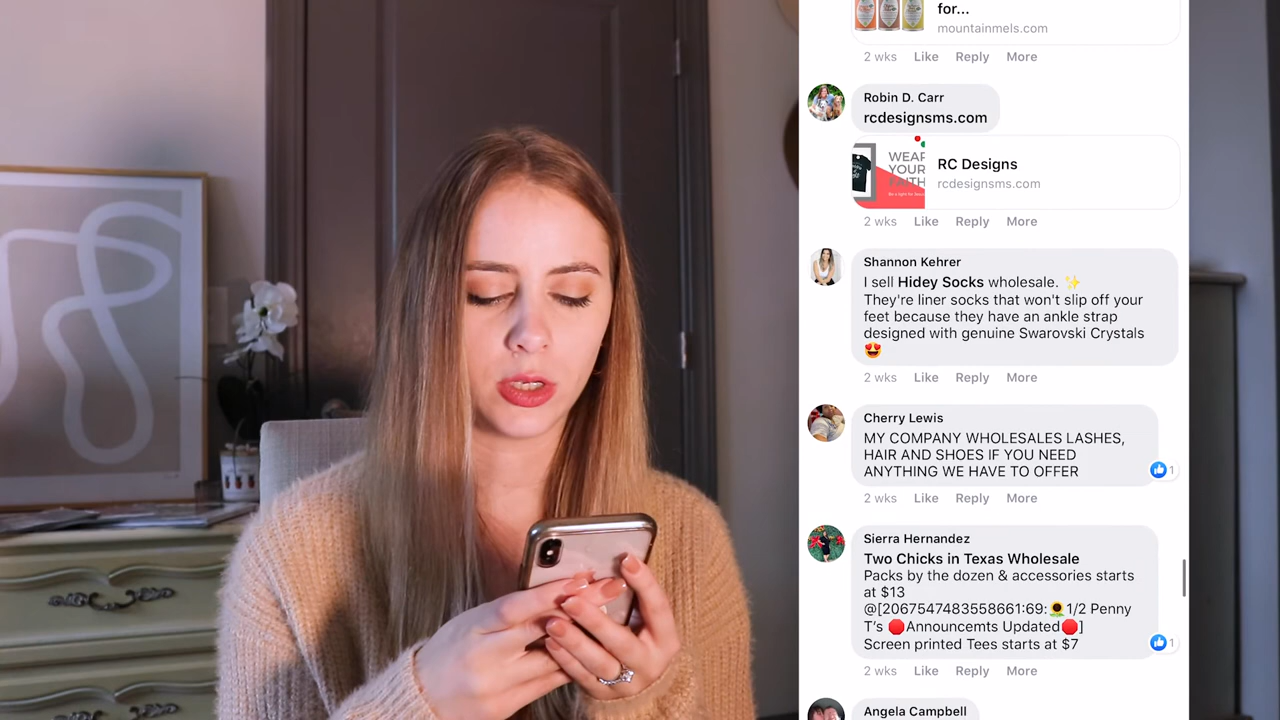 for...
mountainmels.com
2 wks Like Reply More
Robin D. Carr
rcdesignsms.com
WEAR
YOUR
FAITH
RC Designs
rcdesignsms.com
2 wks Like Reply More
Shannon Kehrer
I sell Hidey Socks wholesale. ✨
They're liner socks that won't slip off your
feet because they have an ankle strap
designed with genuine Swarovski Crystals
😍
2 wks Like Reply More
Cherry Lewis
MY COMPANY WHOLESALES LASHES,
HAIR AND SHOES IF YOU NEED
ANYTHING WE HAVE TO OFFER
1
2 wks Like Reply More
Sierra Hernandez
Two Chicks in Texas Wholesale
Packs by the dozen & accessories starts
at $13
@[2067547483558661:69:🌻1/2 Penny
T's 🛑Announcemts Updated🛑]
Screen printed Tees starts at $7
1
2 wks Like Reply More
Angela Campbell